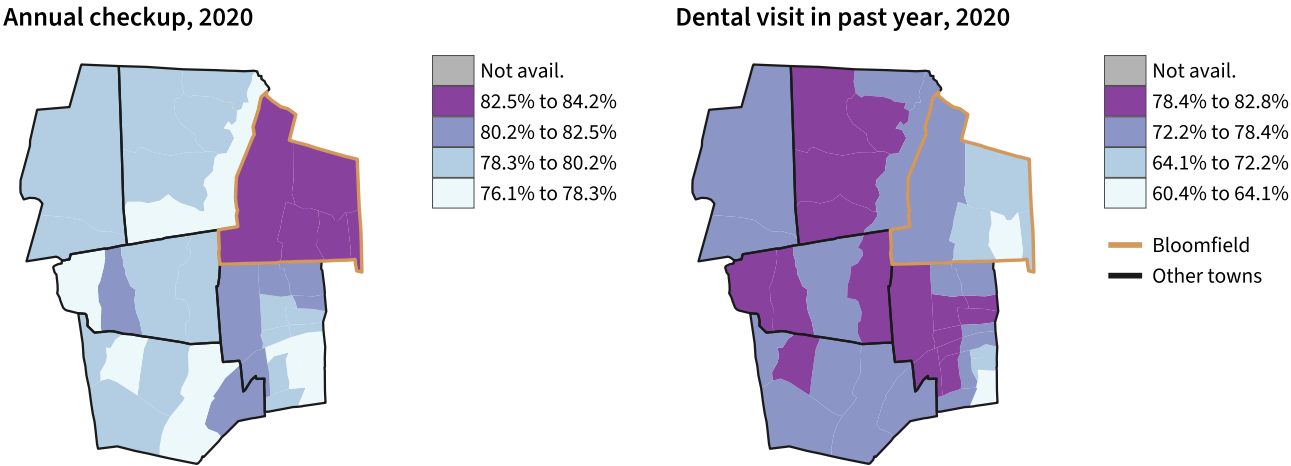 Annual checkup, 2020
Not avail.
82.5% to 84.2%
80.2% to 82.5%
78.3% to 80.2%
76.1% to 78.3%
Dental visit in past year, 2020
Not avail.
78.4% to 82.8%
72.2% to 78.4%
64.1% to 72.2%
60.4% to 64.1%
Bloomfield
Other towns